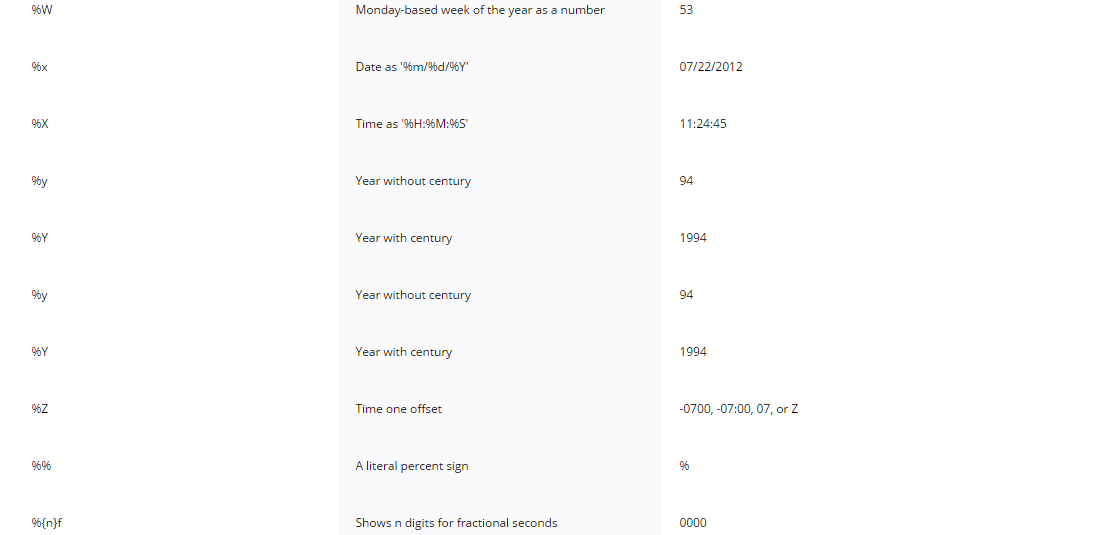 %W Monday-based week of the year as a number 53
%x Date as '%m/%d/%Y' 07/22/2012
%X Time as '%H:%M:%S' 11:24:45
%y Year without century 94
%Y Year with century 1994
%y Year without century 94
%Y Year with century 1994
%Z Time one offset -0700, -07:00, 07, or Z
%% A literal percent sign %
%{n}f Shows n digits for fractional seconds 0000